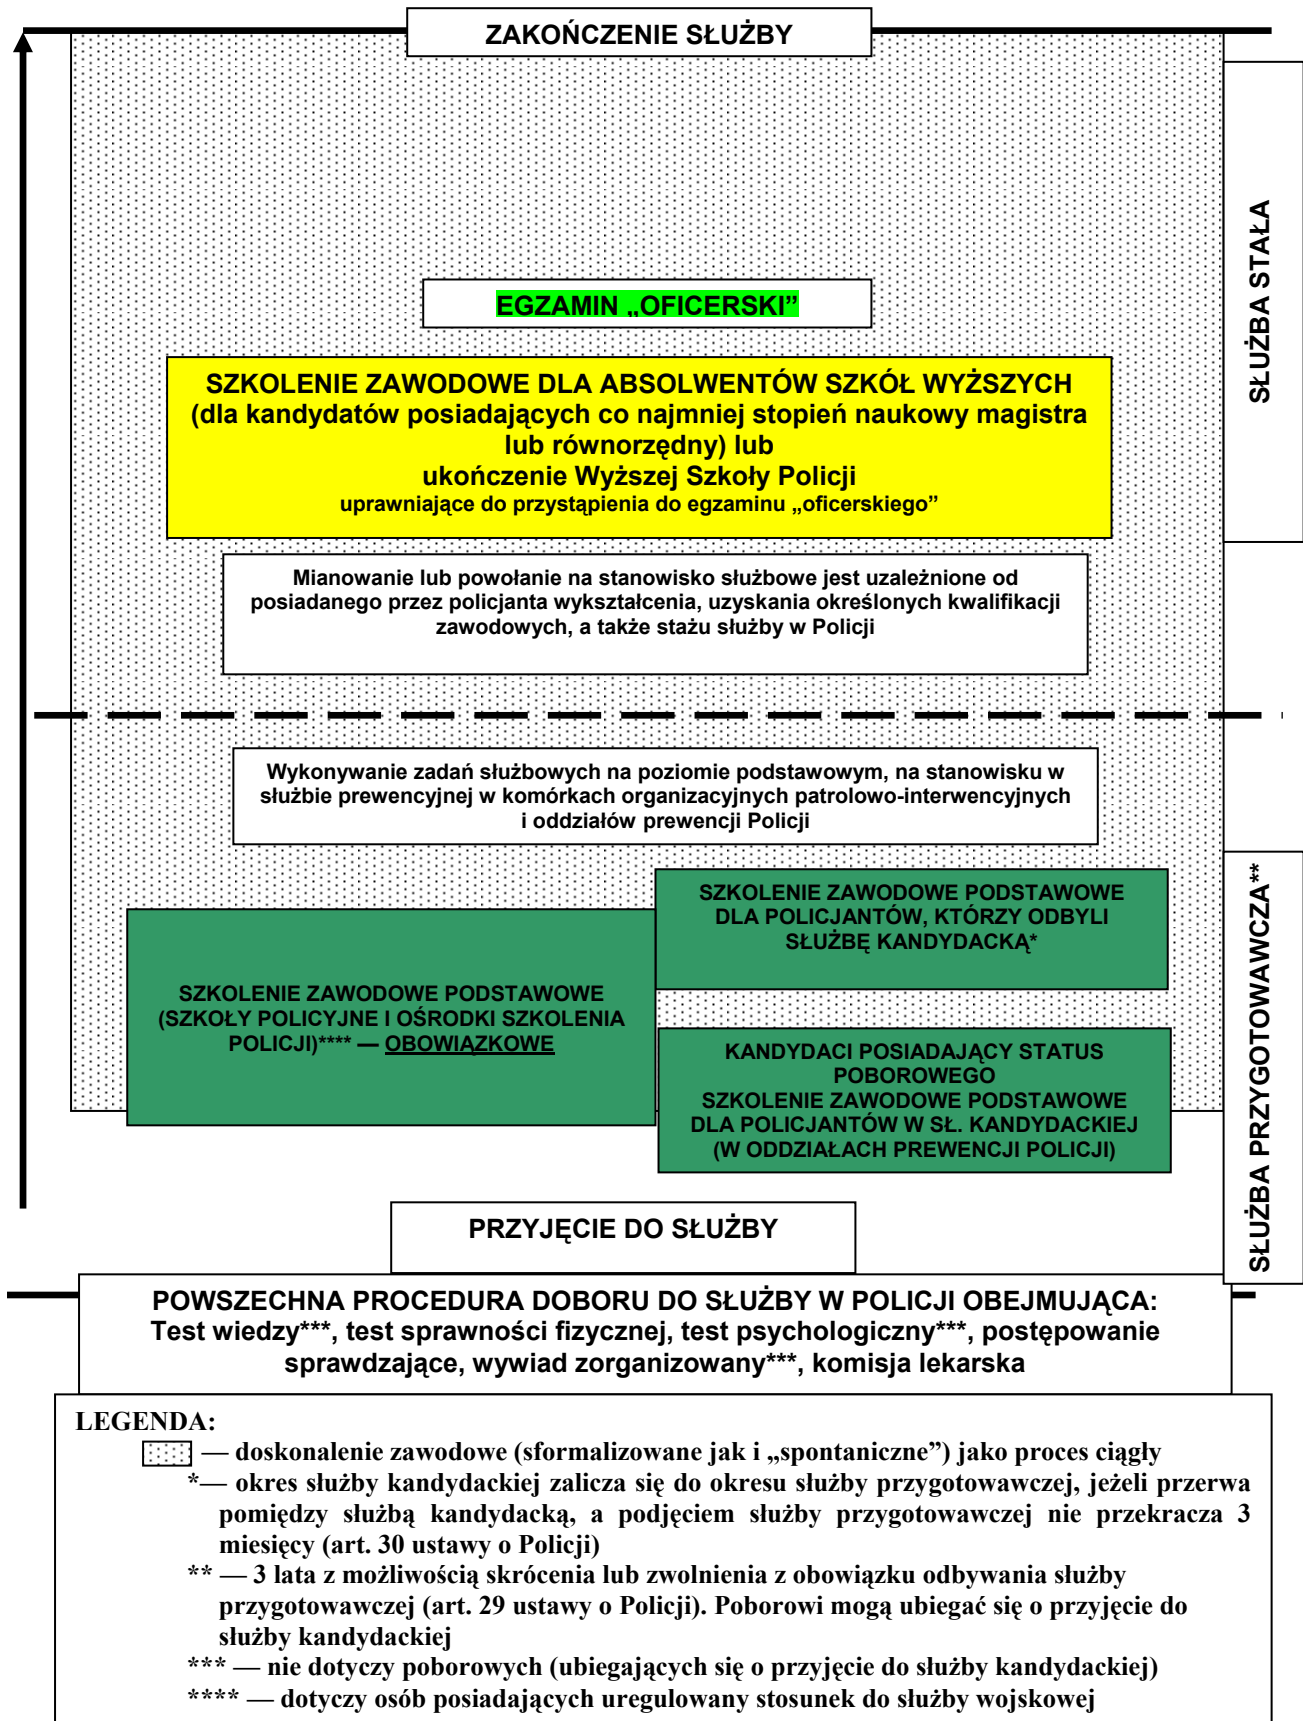 ZAKOŃCZENIE SŁUŻBY
SŁUŻBA STAŁA
EGZAMIN „OFICERSKI”
SZKOLENIE ZAWODOWE DLA ABSOLWENTÓW SZKÓŁ WYŻSZYCH
(dla kandydatów posiadających co najmniej stopień naukowy magistra
lub równorzędny) lub
ukończenie Wyższej Szkoły Policji
uprawniające do przystąpienia do egzaminu „oficerskiego”
Mianowanie lub powołanie na stanowisko służbowe jest uzależnione od
posiadanego przez policjanta wykształcenia, uzyskania określonych kwalifikacji
zawodowych, a także stażu służby w Policji
Wykonywanie zadań służbowych na poziomie podstawowym, na stanowisku w
służbie prewencyjnej w komórkach organizacyjnych patrolowo-interwencyjnych
i oddziałów prewencji Policji
SŁUŻBA PRZYGOTOWAWCZA**
SZKOLENIE ZAWODOWE PODSTAWOWE
DLA POLICJANTÓW, KTÓRZY ODBYLI
SŁUŻBĘ KANDYDACKĄ*
SZKOLENIE ZAWODOWE PODSTAWOWE
(SZKOŁY POLICYJNE I OŚRODKI SZKOLENIA
POLICJI)**** — OBOWIĄZKOWE
KANDYDACI POSIADAJĄCY STATUS
POBOROWEGO
SZKOLENIE ZAWODOWE PODSTAWOWE
DLA POLICJANTÓW W SŁ. KANDYDACKIEJ
(W ODDZIAŁACH PREWENCJI POLICJI)
PRZYJĘCIE DO SŁUŻBY
POWSZECHNA PROCEDURA DOBORU DO SŁUŻBY W POLICJI OBEJMUJĄCA:
Test wiedzy***, test sprawności fizycznej, test psychologiczny***, postępowanie
sprawdzające, wywiad zorganizowany***, komisja lekarska
LEGENDA:
— doskonalenie zawodowe (sformalizowane jak i „spontaniczne”) jako proces ciągły
*— okres służby kandydackiej zalicza się do okresu służby przygotowawczej, jeżeli przerwa
pomiędzy służbą kandydacką, a podjęciem służby przygotowawczej nie przekracza 3
miesięcy (art. 30 ustawy o Policji)
** — 3 lata z możliwością skrócenia lub zwolnienia z obowiązku odbywania służby
przygotowawczej (art. 29 ustawy o Policji). Poborowi mogą ubiegać się o przyjęcie do
służby kandydackiej
*** — nie dotyczy poborowych (ubiegających się o przyjęcie do służby kandydackiej)
**** — dotyczy osób posiadających uregulowany stosunek do służby wojskowej